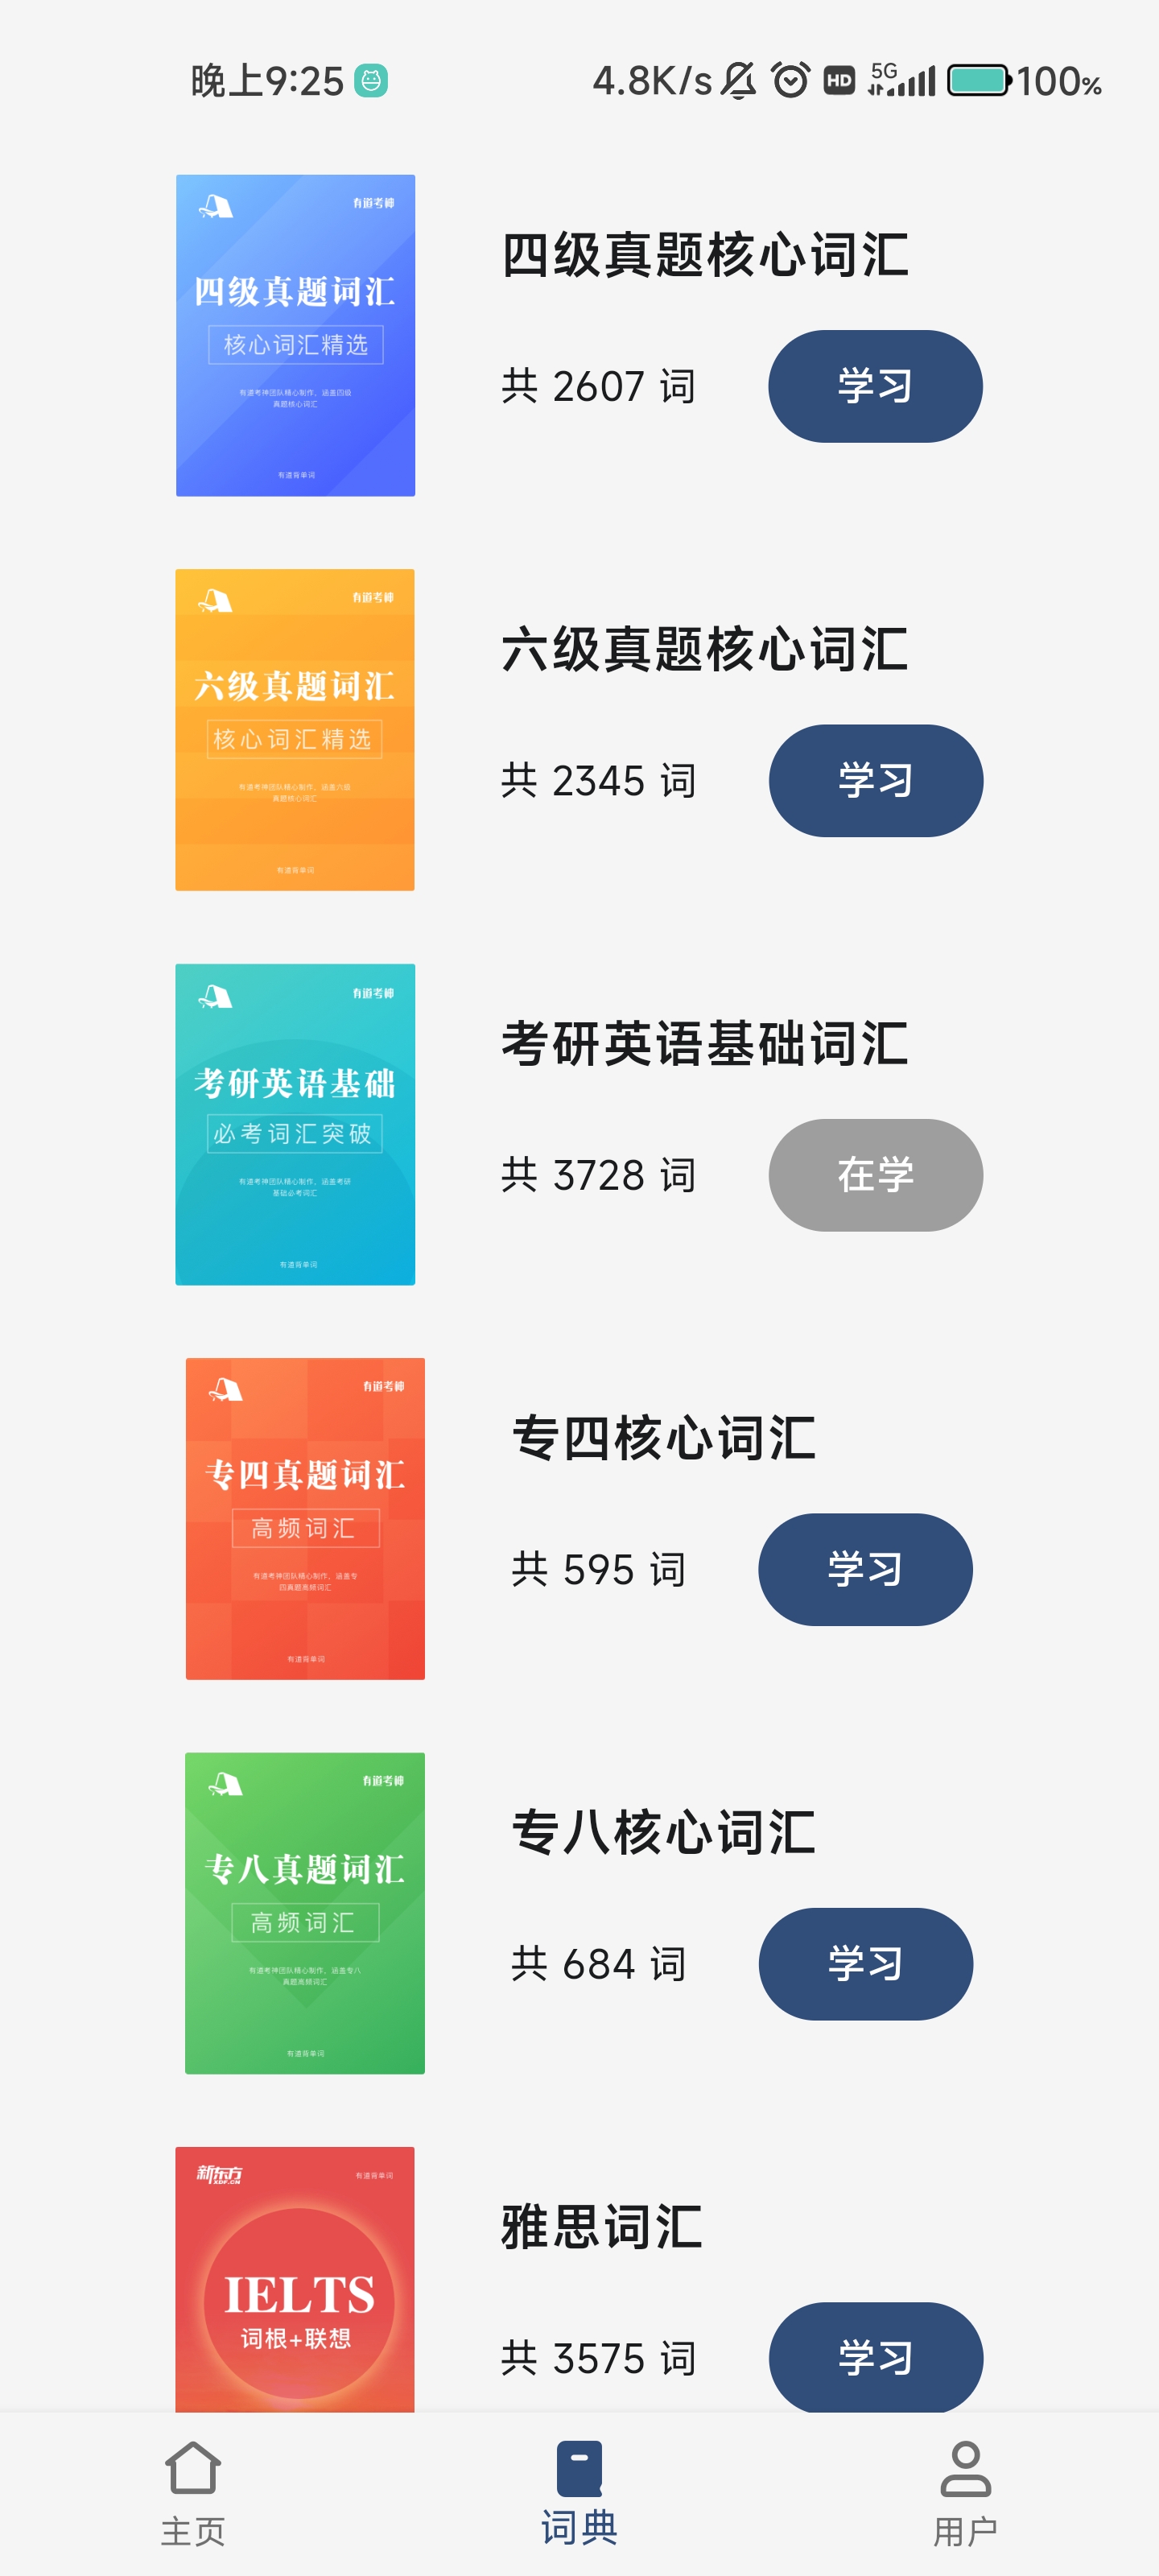 晚上9:25 4.8K/s HD 5G 100%
有道考神
四级真题词汇
核心词汇精选
有道考神团队精心制作，涵盖四级
真题核心词汇
有道背单词
四级真题核心词汇
共 2607 词 学习
有道考神
六级真题词汇
核心词汇精选
有道考神团队精心制作，涵盖六级
真题核心词汇
有道背单词
六级真题核心词汇
共 2345 词 学习
有道考神
考研英语基础
必考词汇突破
有道考神团队精心制作，涵盖考研
基础必考词汇
有道背单词
考研英语基础词汇
共 3728 词 在学
有道考神
专四真题词汇
高频词汇
有道考神团队精心制作，涵盖专
四真题高频词汇
有道背单词
专四核心词汇
共 595 词 学习
有道考神
专八真题词汇
高频词汇
有道考神团队精心制作，涵盖专八
真题高频词汇
有道背单词
专八核心词汇
共 684 词 学习
新东方 XDF.CN 有道背单词
IELTS
词根+联想
雅思词汇
共 3575 词 学习
主页 词典 用户